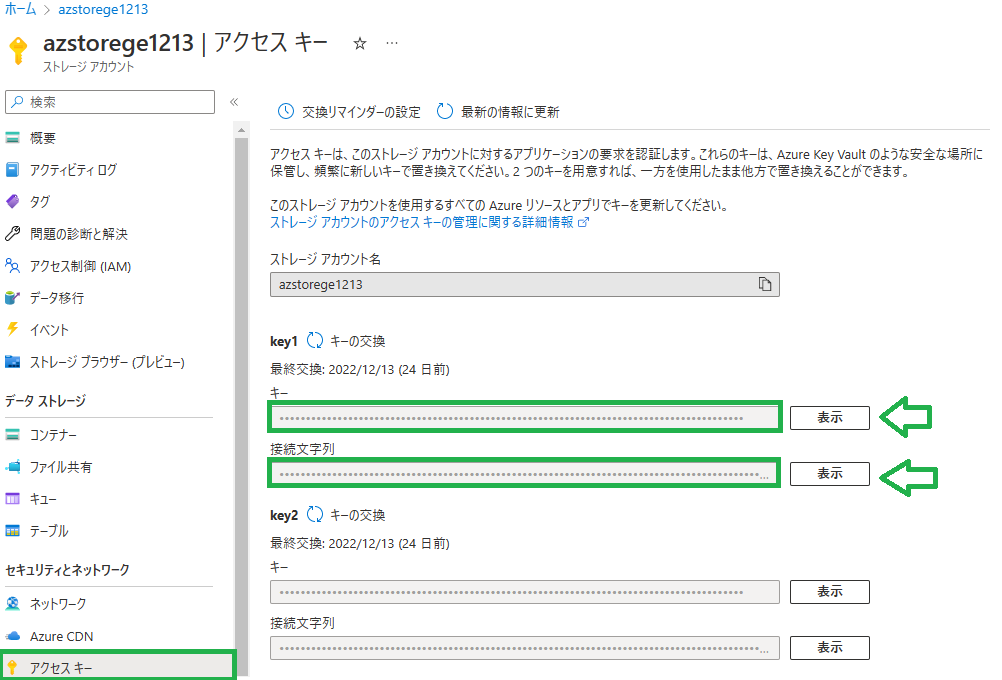 ホーム > azstorege1213
azstorege1213 | アクセス キー ☆ …
ストレージ アカウント
検索 «
交換リマインダーの設定 最新の情報に更新
概要
アクティビティ ログ
タグ
問題の診断と解決
アクセス制御 (IAM)
データ移行
イベント
ストレージ ブラウザー (プレビュー)
データ ストレージ
コンテナー
ファイル共有
キュー
テーブル
セキュリティとネットワーク
ネットワーク
Azure CDN
アクセス キー
アクセス キーは、このストレージ アカウントに対するアプリケーションの要求を認証します。これらのキーは、Azure Key Vault のような安全な場所に
保管し、頻繁に新しいキーで置き換えてください。2 つのキーを用意すれば、一方を使用したまま他方で置き換えることができます。
このストレージ アカウントを使用するすべての Azure リソースとアプリでキーを更新してください。
ストレージ アカウントのアクセス キーの管理に関する詳細情報
ストレージ アカウント名
azstorege1213
key1 キーの交換
最終交換: 2022/12/13 (24 日前)
キー
表示
接続文字列
表示
key2 キーの交換
最終交換: 2022/12/13 (24 日前)
キー
表示
接続文字列
表示